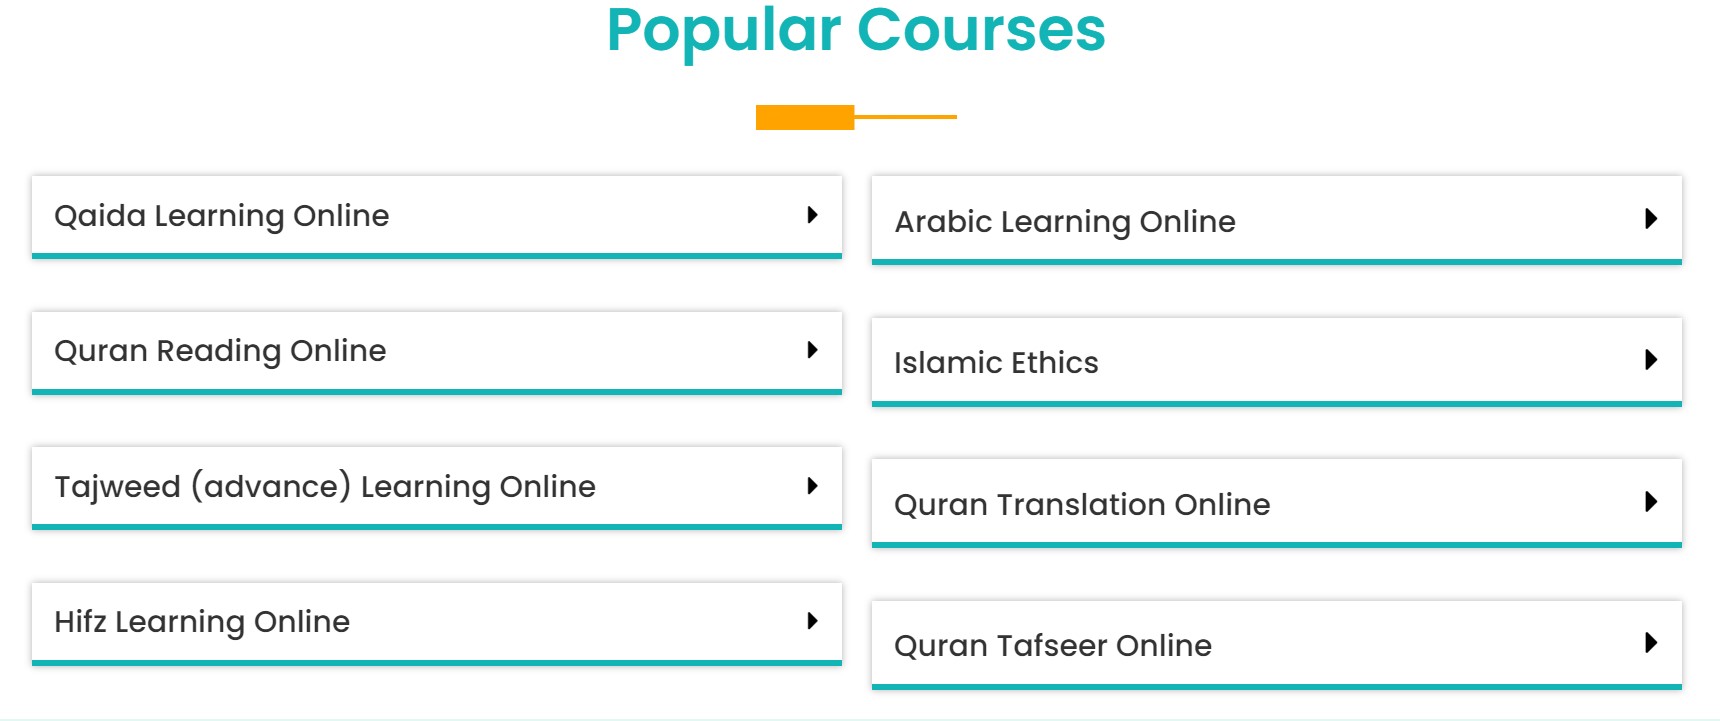 Popular Courses
Qaida Learning Online
Quran Reading Online
Tajweed (advance) Learning Online
Hifz Learning Online
Arabic Learning Online
Islamic Ethics
Quran Translation Online
Quran Tafseer Online